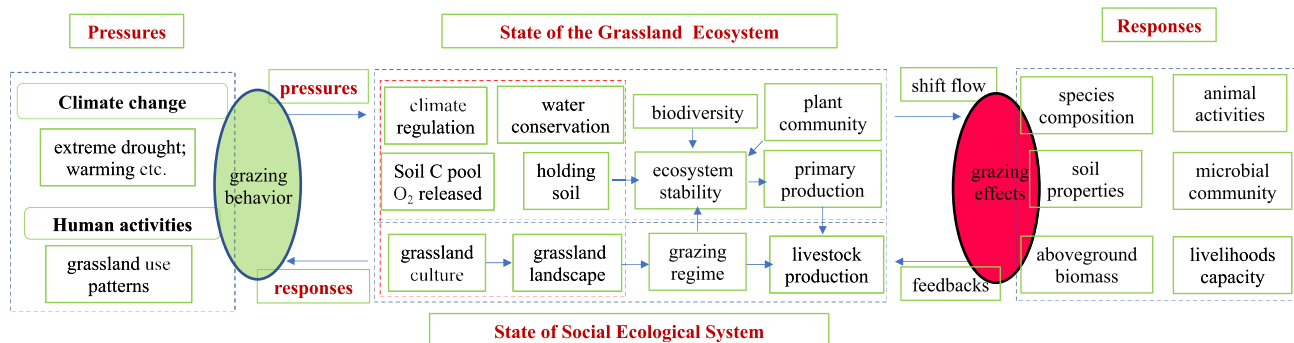 Pressures
State of the Grassland Ecosystem
Responses
Climate change
extreme drought;
warming etc.
Human activities
grassland use
patterns
grazing
behavior
pressures
responses
climate
regulation
water
conservation
biodiversity
plant
community
Soil C pool
O₂ released
holding
soil
ecosystem
stability
primary
production
grassland
culture
grassland
landscape
grazing
regime
livestock
production
shift flow
grazing
effects
feedbacks
species
composition
animal
activities
soil
properties
microbial
community
aboveground
biomass
livelihoods
capacity
State of Social Ecological System